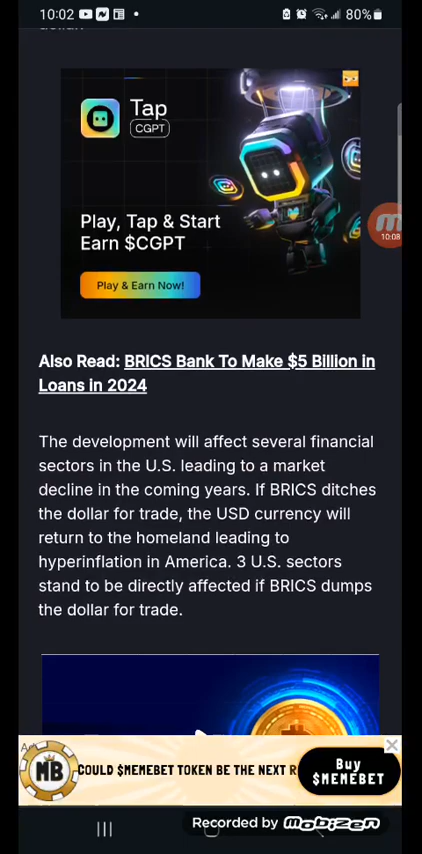 10:02
80%
Tap
CGPT
Play, Tap & Start
Earn $CGPT
Play & Earn Now!
10:08
Also Read: BRICS Bank To Make $5 Billion in
Loans in 2024
The development will affect several financial
sectors in the U.S. leading to a market
decline in the coming years. If BRICS ditches
the dollar for trade, the USD currency will
return to the homeland leading to
hyperinflation in America. 3 U.S. sectors
stand to be directly affected if BRICS dumps
the dollar for trade.
MB
COULD $MEMEBET TOKEN BE THE NEXT
Buy
$MEMEBET
Recorded by mobizen